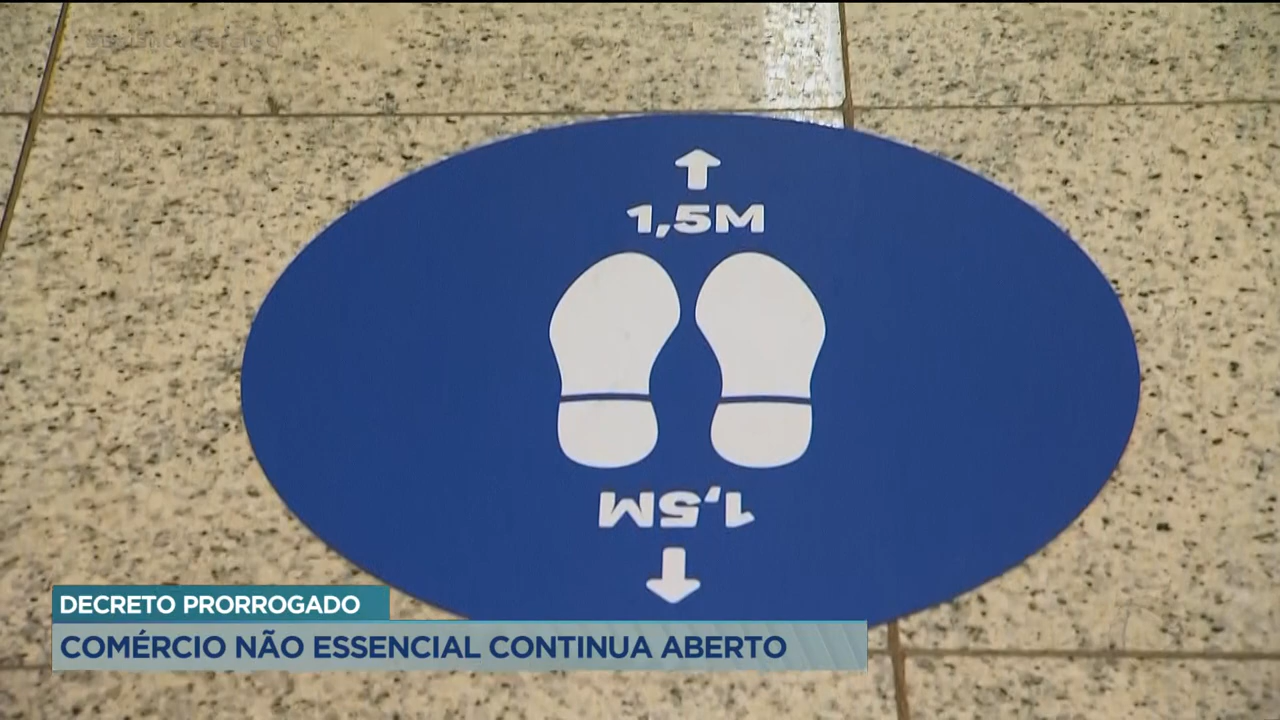 1,5M
1,5M
DECRETO PRORROGADO
COMÉRCIO NÃO ESSENCIAL CONTINUA ABERTO